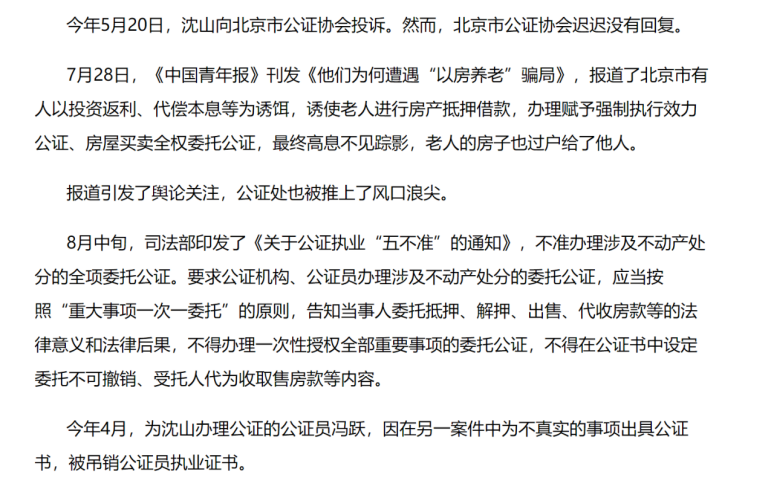 今年5月20日，沈山向北京市公证协会投诉。然而，北京市公证协会迟迟没有回复。
7月28日，《中国青年报》刊发《他们为何遭遇“以房养老”骗局》，报道了北京市有
人以投资返利、代偿本息等为诱饵，诱使老人进行房产抵押借款，办理赋予强制执行效力
公证、房屋买卖全权委托公证，最终高息不见踪影，老人的房子也过户给了他人。
报道引发了舆论关注，公证处也被推上了风口浪尖。
8月中旬，司法部印发了《关于公证执业“五不准”的通知》，不准办理涉及不动产处
分的全项委托公证。要求公证机构、公证员办理涉及不动产处分的委托公证，应当按
照“重大事项一次一委托”的原则，告知当事人委托抵押、解押、出售、代收房款等的法
律意义和法律后果，不得办理一次性授权全部重要事项的委托公证，不得在公证书中设定
委托不可撤销、受托人代为收取售房款等内容。
今年4月，为沈山办理公证的公证员冯跃，因在另一案件中为不真实的事项出具公证
书，被吊销公证员执业证书。